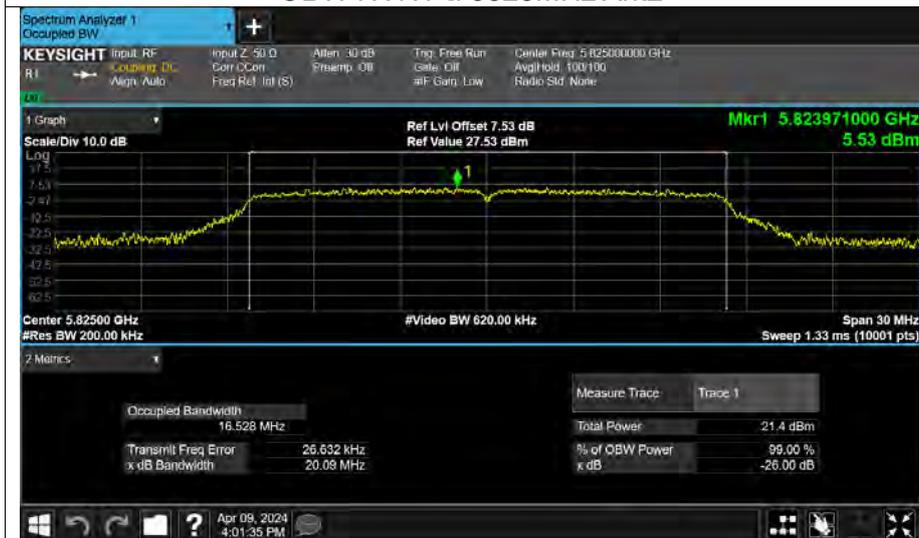 Spectrum Analyzer 1
Occupied BW
KEYSIGHT Input: RF
Coupling: DC
Align: Auto
Input Z: 50 Ω
Corr CCorr
Freq Ref: Int (S)
Atten: 30 dB
Preamp: Off
Trig: Free Run
Gate: Off
#IF Gain: Low
Center Freq: 5.825000000 GHz
Avg|Hold: 100/100
Radio Std: None
1 Graph
Scale/Div 10.0 dB
Ref Lvl Offset 7.53 dB
Ref Value 27.53 dBm
Mkr1 5.823971000 GHz
5.53 dBm
Log
17.5
7.53
-2.47
-12.5
-22.5
-32.5
-42.5
-52.5
-62.5
1
Center 5.82500 GHz
#Res BW 200.00 kHz
#Video BW 620.00 kHz
Span 30 MHz
Sweep 1.33 ms (10001 pts)
2 Metrics
Occupied Bandwidth
16.528 MHz
Transmit Freq Error 26.632 kHz
x dB Bandwidth 20.09 MHz
Measure Trace Trace 1
Total Power 21.4 dBm
% of OBW Power 99.00 %
x dB -26.00 dB
?
Apr 09, 2024
4:01:35 PM